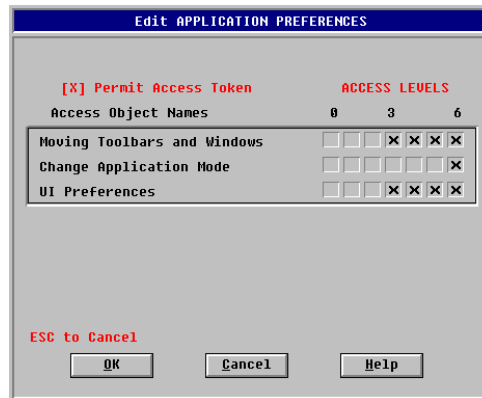 Edit APPLICATION PREFERENCES
[X] Permit Access Token ACCESS LEVELS
Access Object Names 0 3 6
Moving Toolbars and Windows X X X X
Change Application Mode X
UI Preferences X X X X
ESC to Cancel
OK Cancel Help